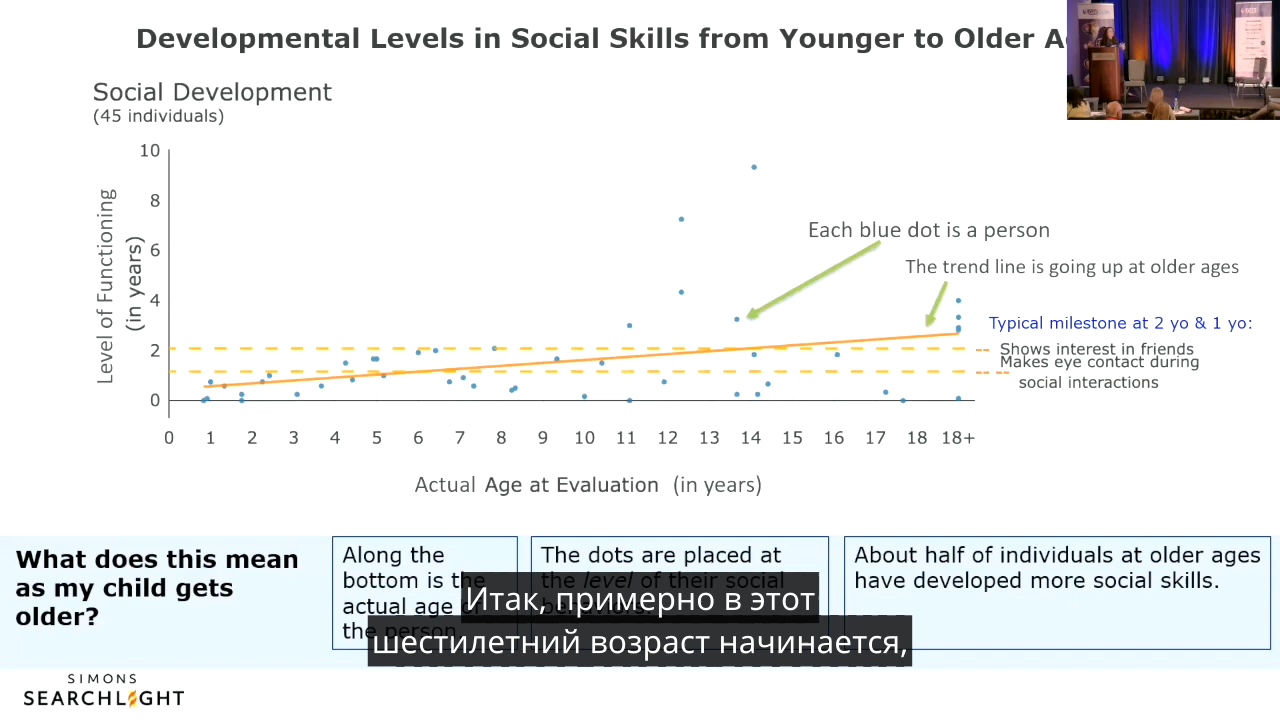 Developmental Levels in Social Skills from Younger to Older
Social Development
(45 individuals)
Level of Functioning
(in years)
10
8
6
4
2
0
Each blue dot is a person
The trend line is going up at older ages
Typical milestone at 2 yo & 1 yo:
Shows interest in friends
Makes eye contact during
social interactions
0 1 2 3 4 5 6 7 8 9 10 11 12 13 14 15 16 17 18 18+
Actual Age at Evaluation (in years)
What does this mean
as my child gets
older?
Along the
bottom is the
actual age of
the person
The dots are placed at
the level of their social
About half of individuals at older ages
have developed more social skills.
Итак, примерно в этот
шестилетний возраст начинается,
SIMONS
SEARCHLIGHT